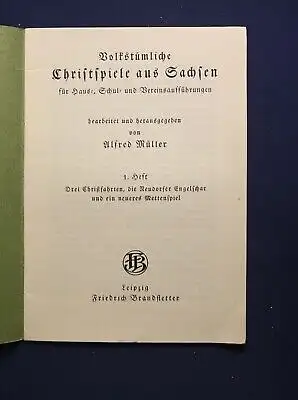 Volkstümliche
Christspiele aus Sachsen
für Haus-, Schul- und Vereinsaufführungen
bearbeitet und herausgegeben
von
Alfred Müller
1. Heft
Drei Christfahrten, die Neudorfer Engelschar
und ein neueres Mettenspiel
FB
Leipzig
Friedrich Brandstetter